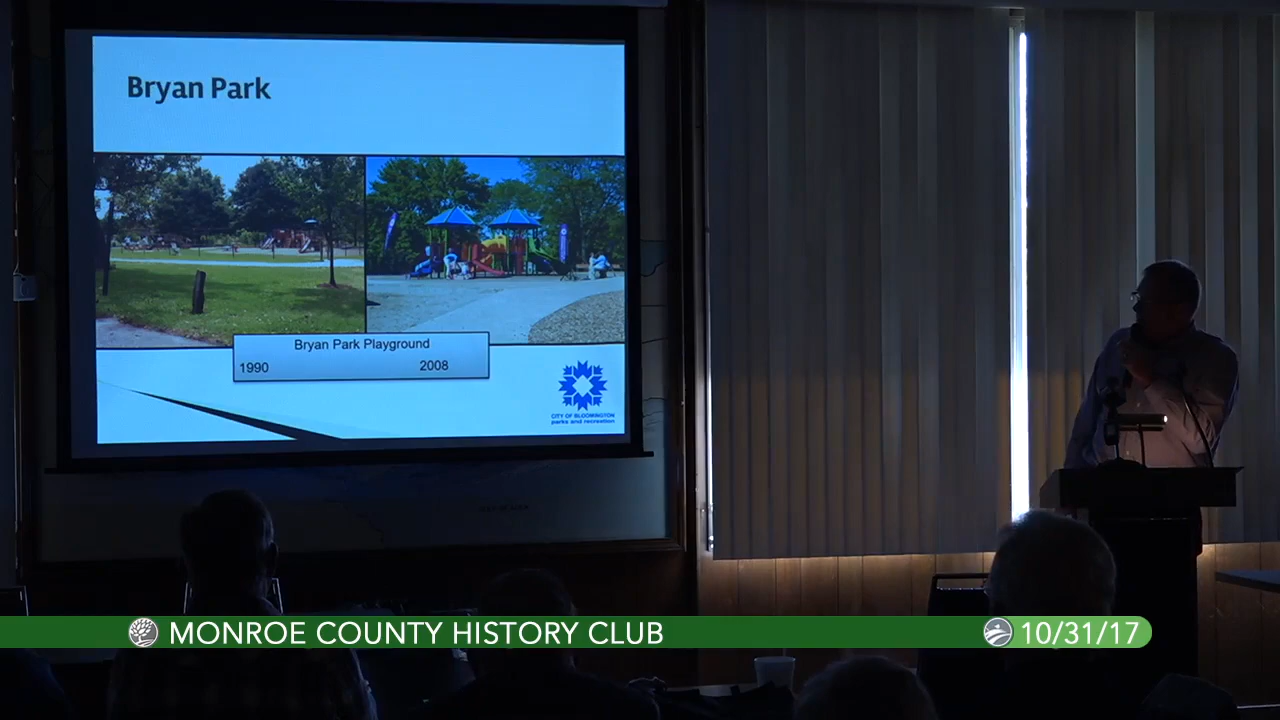 Bryan Park
Bryan Park Playground
1990 2008
CITY OF BLOOMINGTON
parks and recreation
MONROE COUNTY HISTORY CLUB
10/31/17